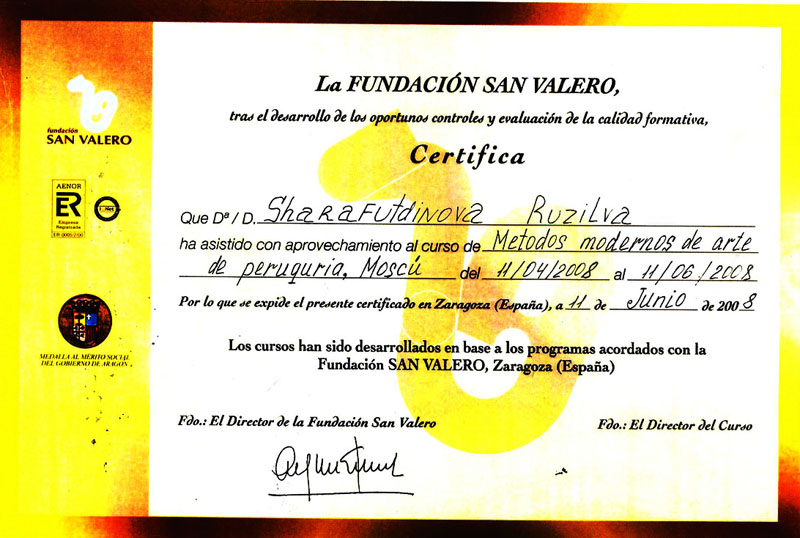 La FUNDACIÓN SAN VALERO,
tras el desarrollo de los oportunos controles y evaluación de la calidad formativa,
Certifica
fundación
SAN VALERO
AENOR
ER
Empresa
Registrada
Que Dª / D. Sharafutdinova Ruzilva
ha asistido con aprovechamiento al curso de Metodos modernos de arte
de peruquria, Moscú del 11/04/2008 al 11/06/2008
Por lo que se expide el presente certificado en Zaragoza (España), a 11 de Junio de 2008
MEDALLA AL MÉRITO SOCIAL
DEL GOBIERNO DE ARAGON
Los cursos han sido desarrollados en base a los programas acordados con la
Fundación SAN VALERO, Zaragoza (España)
Fdo.: El Director de la Fundación San Valero
Fdo.: El Director del Curso